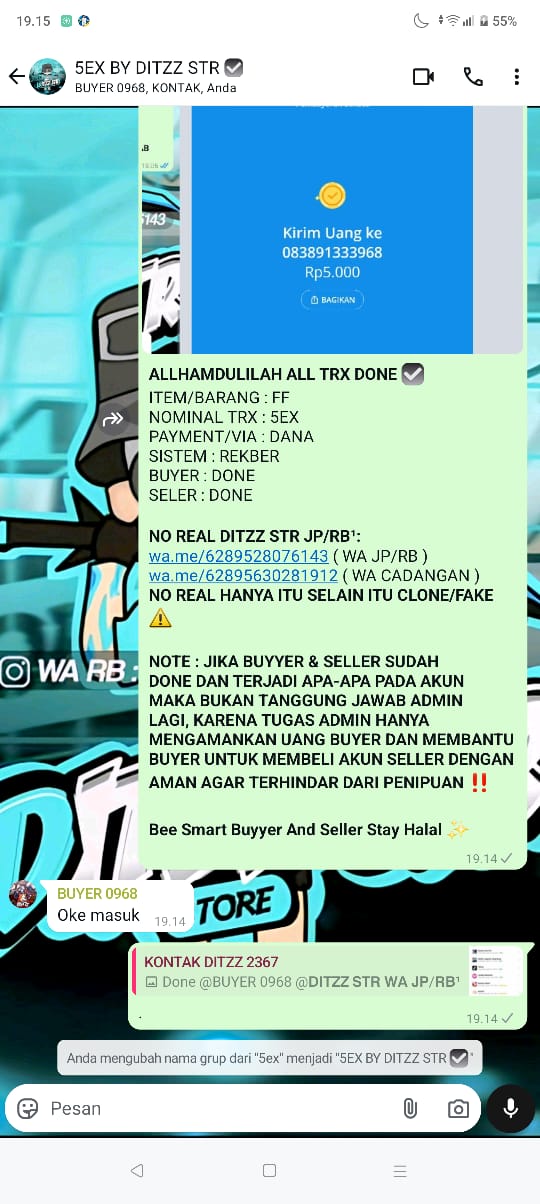 19.15
55%
5EX BY DITZZ STR
BUYER 0968, KONTAK, Anda
5143
Kirim Uang ke
083891333968
Rp5.000
BAGIKAN
ALLHAMDULILAH ALL TRX DONE
ITEM/BARANG : FF
NOMINAL TRX : 5EX
PAYMENT/VIA : DANA
SISTEM : REKBER
BUYER : DONE
SELER : DONE
NO REAL DITZZ STR JP/RB¹:
wa.me/6289528076143 ( WA JP/RB )
wa.me/62895630281912 ( WA CADANGAN )
NO REAL HANYA ITU SELAIN ITU CLONE/FAKE
⚠️
WA RB :
NOTE : JIKA BUYYER & SELLER SUDAH
DONE DAN TERJADI APA-APA PADA AKUN
MAKA BUKAN TANGGUNG JAWAB ADMIN
LAGI, KARENA TUGAS ADMIN HANYA
MENGAMANKAN UANG BUYER DAN MEMBANTU
BUYER UNTUK MEMBELI AKUN SELLER DENGAN
AMAN AGAR TERHINDAR DARI PENIPUAN ‼️
Bee Smart Buyyer And Seller Stay Halal ✨
19.14
BUYER 0968
Oke masuk 19.14
TORE
KONTAK DITZZ 2367
Done @BUYER 0968 @DITZZ STR WA JP/RB¹
.
19.14
Anda mengubah nama grup dari "5ex" menjadi "5EX BY DITZZ STR ☑️"
Pesan